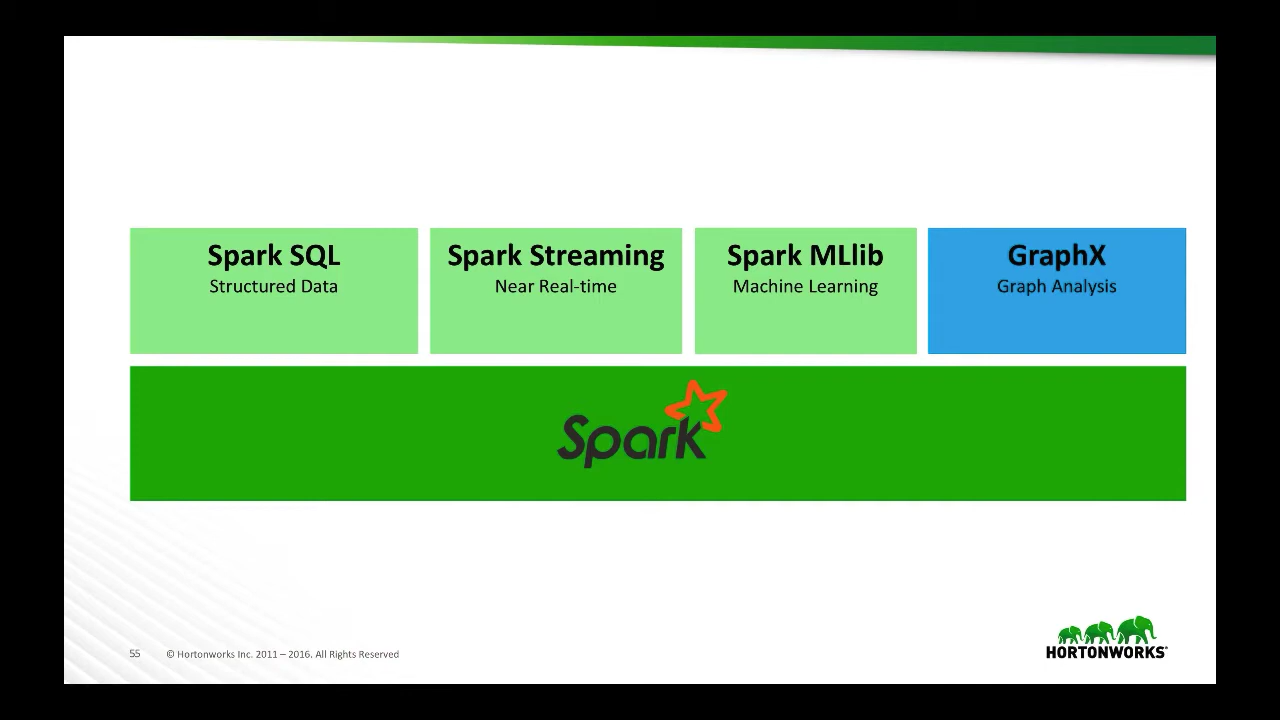 Spark SQL
Structured Data
Spark Streaming
Near Real-time
Spark MLlib
Machine Learning
GraphX
Graph Analysis
Spark
55
© Hortonworks Inc. 2011 – 2016. All Rights Reserved
HORTONWORKS®